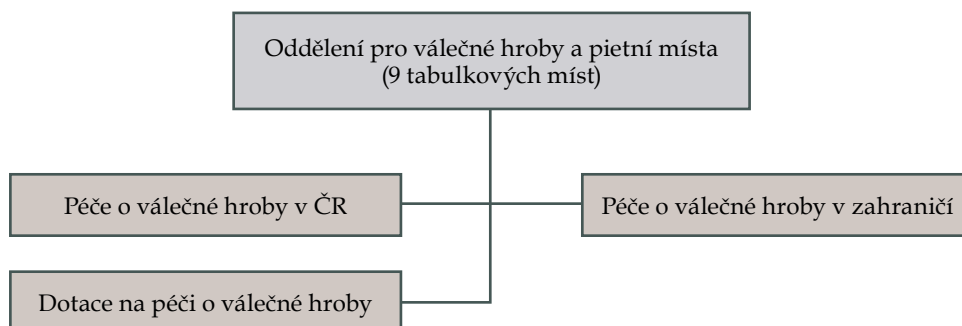 Oddělení pro válečné hroby a pietní místa
(9 tabulkových míst)
Péče o válečné hroby v ČR
Péče o válečné hroby v zahraničí
Dotace na péči o válečné hroby